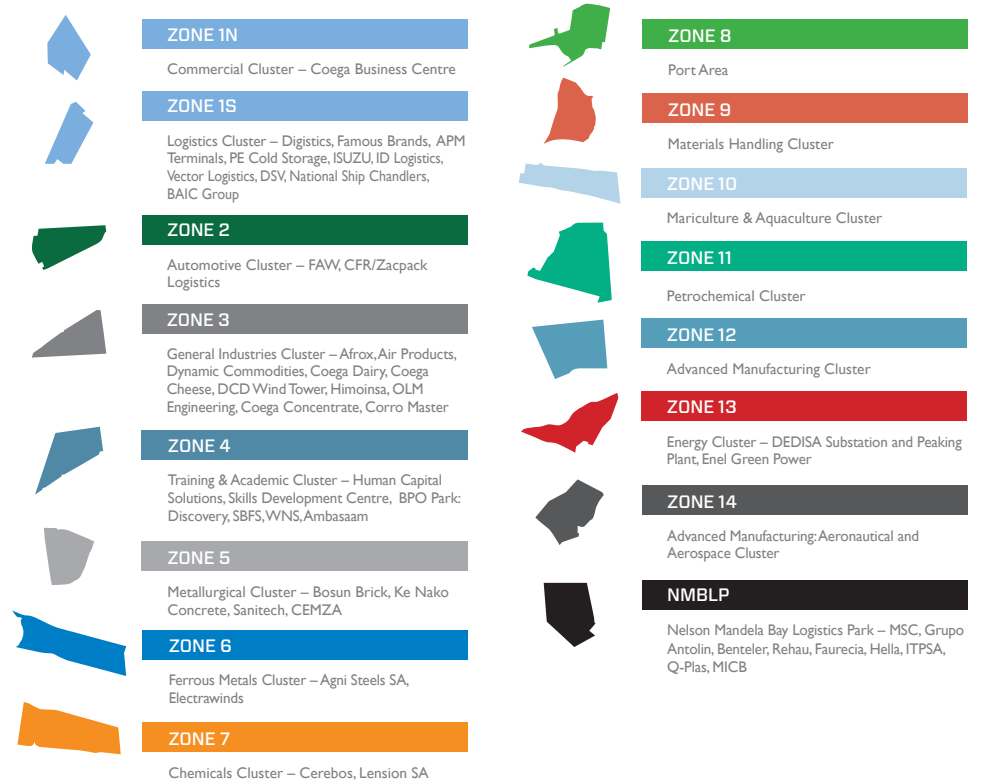 ZONE 1N
Commercial Cluster – Coega Business Centre
ZONE 1S
Logistics Cluster – Digistics, Famous Brands, APM
Terminals, PE Cold Storage, ISUZU, ID Logistics,
Vector Logistics, DSV, National Ship Chandlers,
BAIC Group
ZONE 2
Automotive Cluster – FAW, CFR/Zacpack
Logistics
ZONE 3
General Industries Cluster – Afrox, Air Products,
Dynamic Commodities, Coega Dairy, Coega
Cheese, DCD Wind Tower, Himoinsa, OLM
Engineering, Coega Concentrate, Corro Master
ZONE 4
Training & Academic Cluster – Human Capital
Solutions, Skills Development Centre, BPO Park:
Discovery, SBFS, WNS, Ambasaam
ZONE 5
Metallurgical Cluster – Bosun Brick, Ke Nako
Concrete, Sanitech, CEMZA
ZONE 6
Ferrous Metals Cluster – Agni Steels SA,
Electrawinds
ZONE 7
Chemicals Cluster – Cerebos, Lension SA
ZONE 8
Port Area
ZONE 9
Materials Handling Cluster
ZONE 10
Mariculture & Aquaculture Cluster
ZONE 11
Petrochemical Cluster
ZONE 12
Advanced Manufacturing Cluster
ZONE 13
Energy Cluster – DEDISA Substation and Peaking
Plant, Enel Green Power
ZONE 14
Advanced Manufacturing: Aeronautical and
Aerospace Cluster
NMBLP
Nelson Mandela Bay Logistics Park – MSC, Grupo
Antolin, Benteler, Rehau, Faurecia, Hella, ITPSA,
Q-Plas, MICB